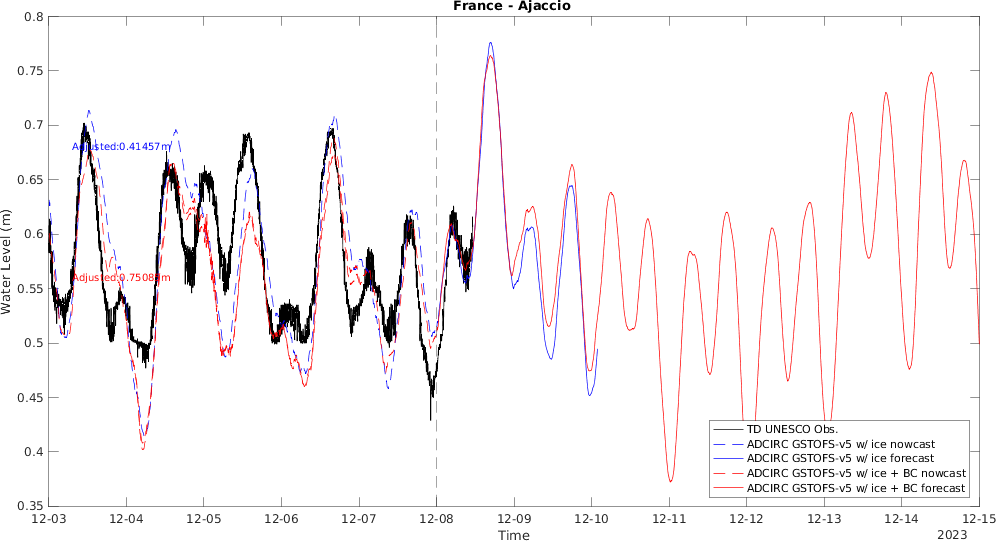 France - Ajaccio
0.8
0.75
0.7
0.65
0.6
0.55
0.5
0.45
0.4
0.35
Water Level (m)
Adjusted:0.41457m
12-03
12-04
12-05
12-06
12-07
12-08
12-09
12-10
12-11
12-12
12-13
12-14
12-15
Time
2023
TD UNESCO Obs.
ADCIRC GSTOFS-v5 w/ ice nowcast
ADCIRC GSTOFS-v5 w/ ice forecast
ADCIRC GSTOFS-v5 w/ ice + BC nowcast
ADCIRC GSTOFS-v5 w/ ice + BC forecast